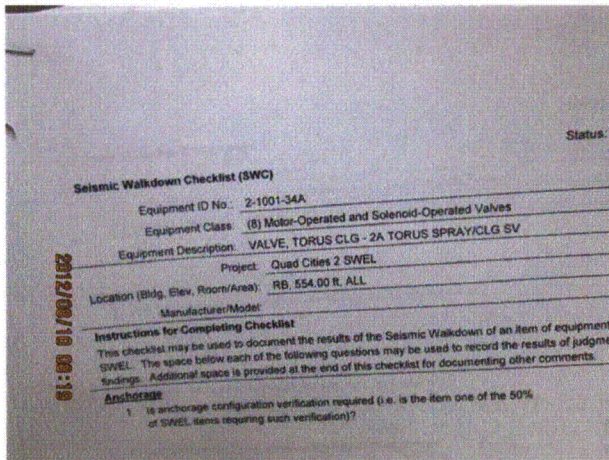 Status:
Seismic Walkdown Checklist (SWC)
Equipment ID No.: 2-1001-34A
Equipment Class: (8) Motor-Operated and Solenoid-Operated Valves
Equipment Description: VALVE, TORUS CLG - 2A TORUS SPRAY/CLG SV
Project: Quad Cities 2 SWEL
Location (Bldg, Elev, Room/Area): RB, 554.00 ft, ALL
Manufacturer/Model:
Instructions for Completing Checklist
This checklist may be used to document the results of the Seismic Walkdown of an item of equipment
SWEL. The space below each of the following questions may be used to record the results of judgme
findings. Additional space is provided at the end of this checklist for documenting other comments.
Anchorage
1. Is anchorage configuration verification required (i.e. is the item one of the 50%
of SWEL items requiring such verification)?